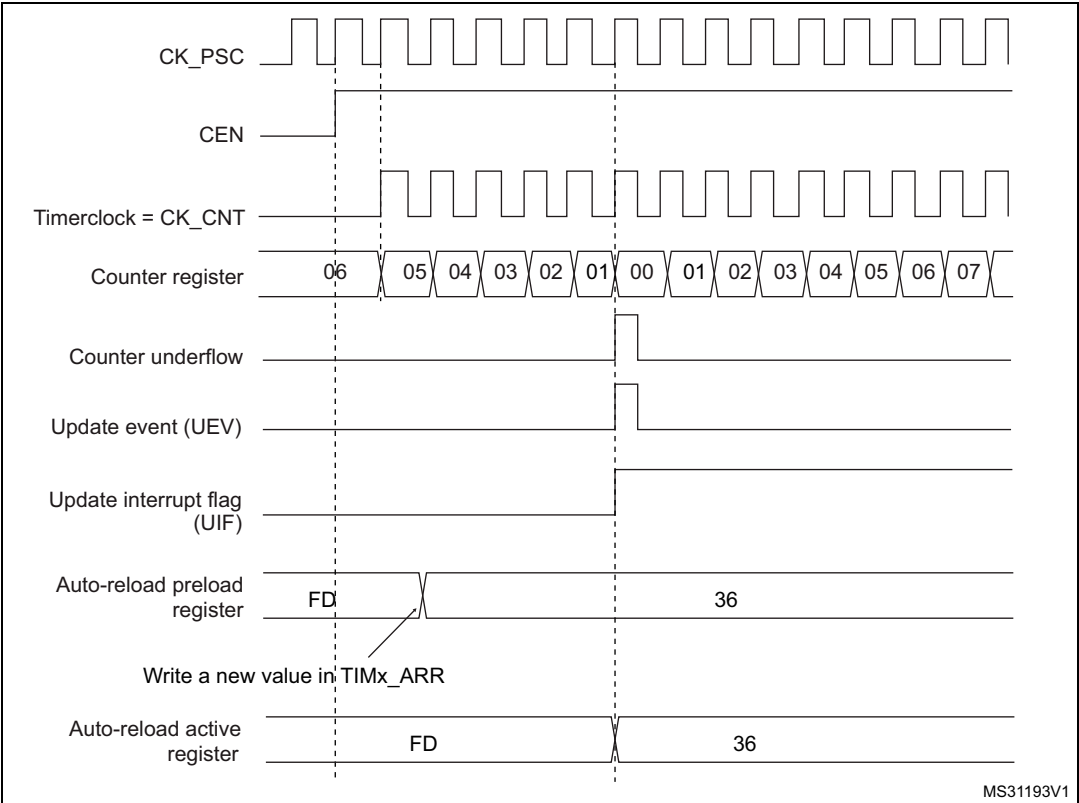 CK_PSC
CEN
Timerclock = CK_CNT
Counter register
06 05 04 03 02 01 00 01 02 03 04 05 06 07
Counter underflow
Update event (UEV)
Update interrupt flag
(UIF)
Auto-reload preload
register
FD 36
Write a new value in TIMx_ARR
Auto-reload active
register
FD 36
MS31193V1